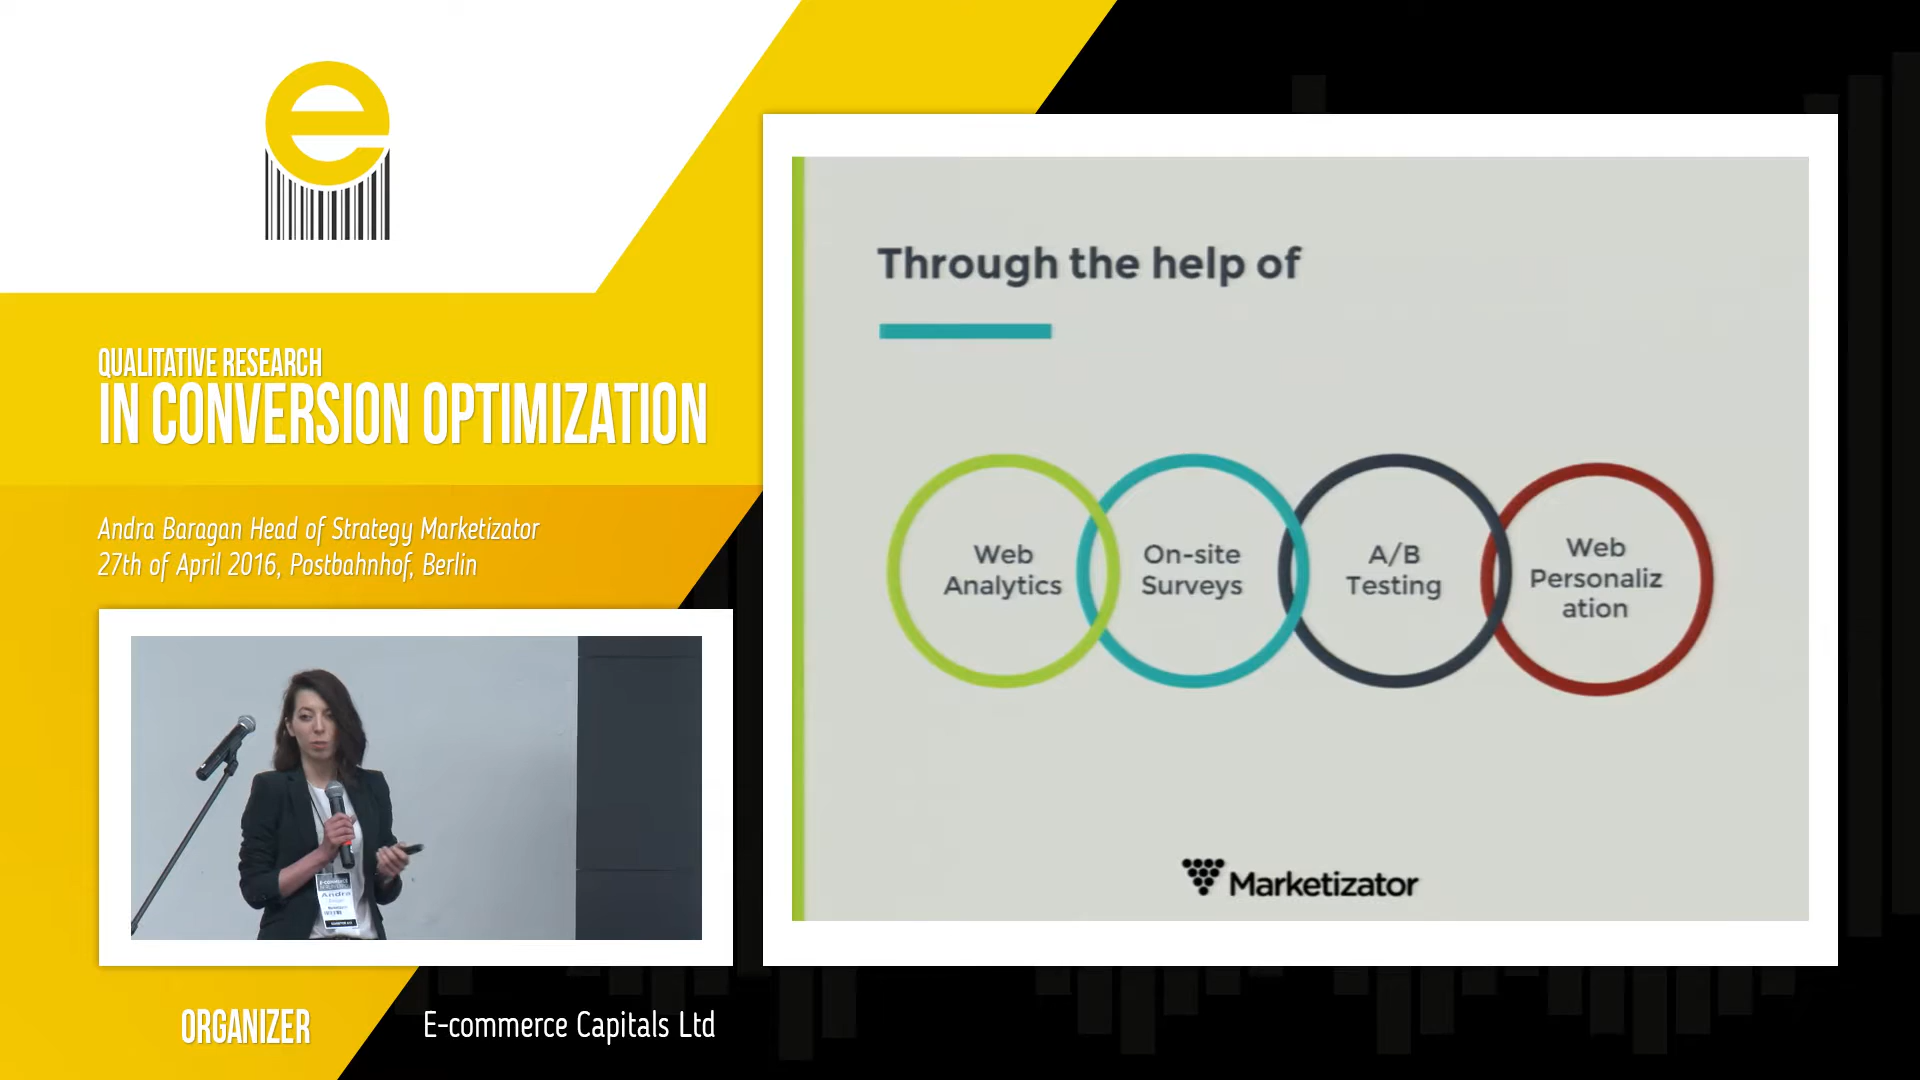 e
QUALITATIVE RESEARCH
IN CONVERSION OPTIMIZATION
Andra Baragan Head of Strategy Marketizator
27th of April 2016, Postbahnhof, Berlin
Andra
ORGANIZER
E-commerce Capitals Ltd
Through the help of
Web
Analytics
On-site
Surveys
A/B
Testing
Web
Personaliz
ation
Marketizator